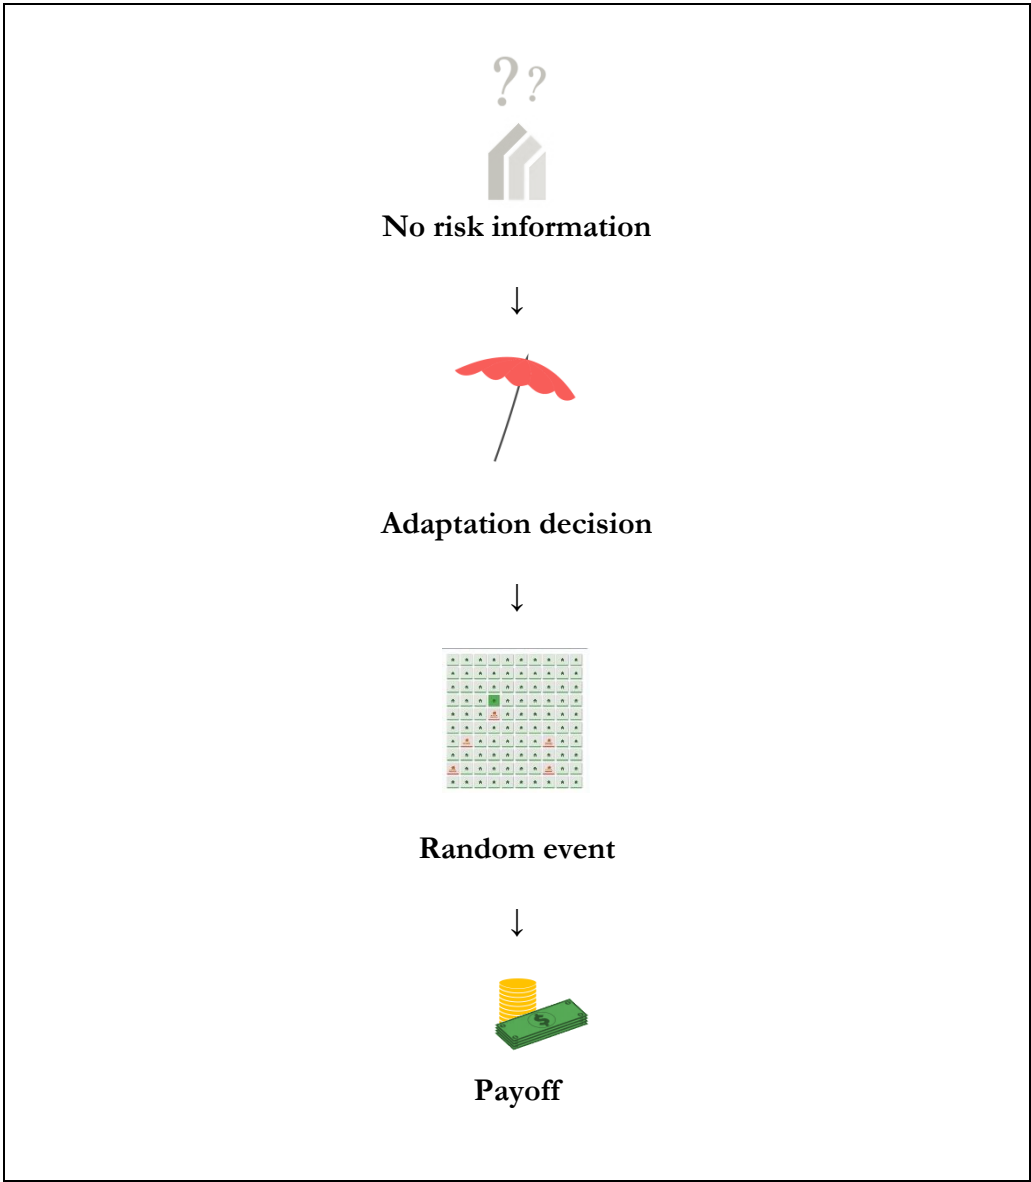 ? ?
No risk information
↓
Adaptation decision
↓
Random event
↓
$
Payoff